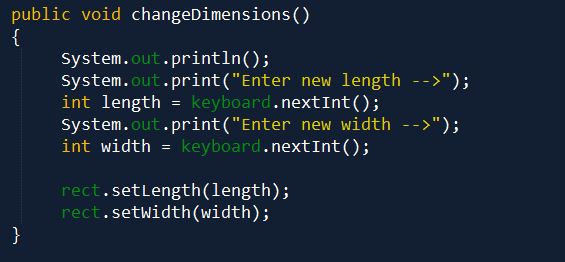 public void changeDimensions()
{
System.out.println();
System.out.print("Enter new length -->");
int length = keyboard.nextInt();
System.out.print("Enter new width -->");
int width = keyboard.nextInt();
rect.setLength(length);
rect.setWidth(width);
}